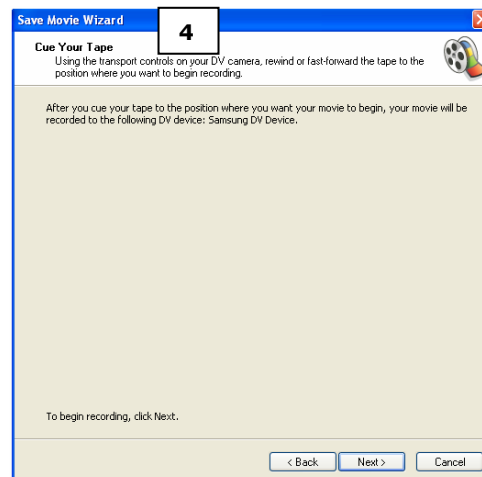 Save Movie Wizard
4
Cue Your Tape
Using the transport controls on your DV camera, rewind or fast-forward the tape to the
position where you want to begin recording.
After you cue your tape to the position where you want your movie to begin, your movie will be
recorded to the following DV device: Samsung DV Device.
To begin recording, click Next.
< Back Next > Cancel